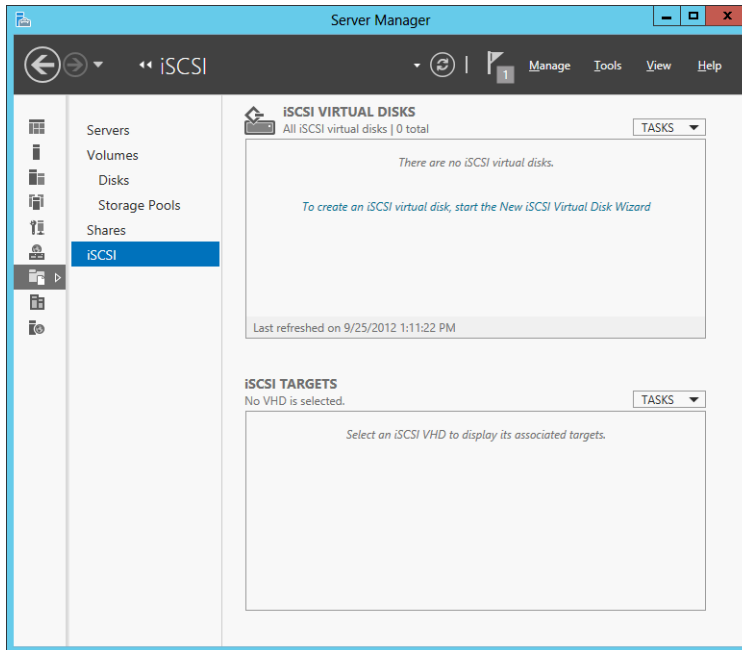 Server Manager
iSCSI
1
Manage Tools View Help
Servers
Volumes
Disks
Storage Pools
Shares
iSCSI
iSCSI VIRTUAL DISKS
All iSCSI virtual disks | 0 total
TASKS
There are no iSCSI virtual disks.
To create an iSCSI virtual disk, start the New iSCSI Virtual Disk Wizard
Last refreshed on 9/25/2012 1:11:22 PM
iSCSI TARGETS
No VHD is selected.
TASKS
Select an iSCSI VHD to display its associated targets.